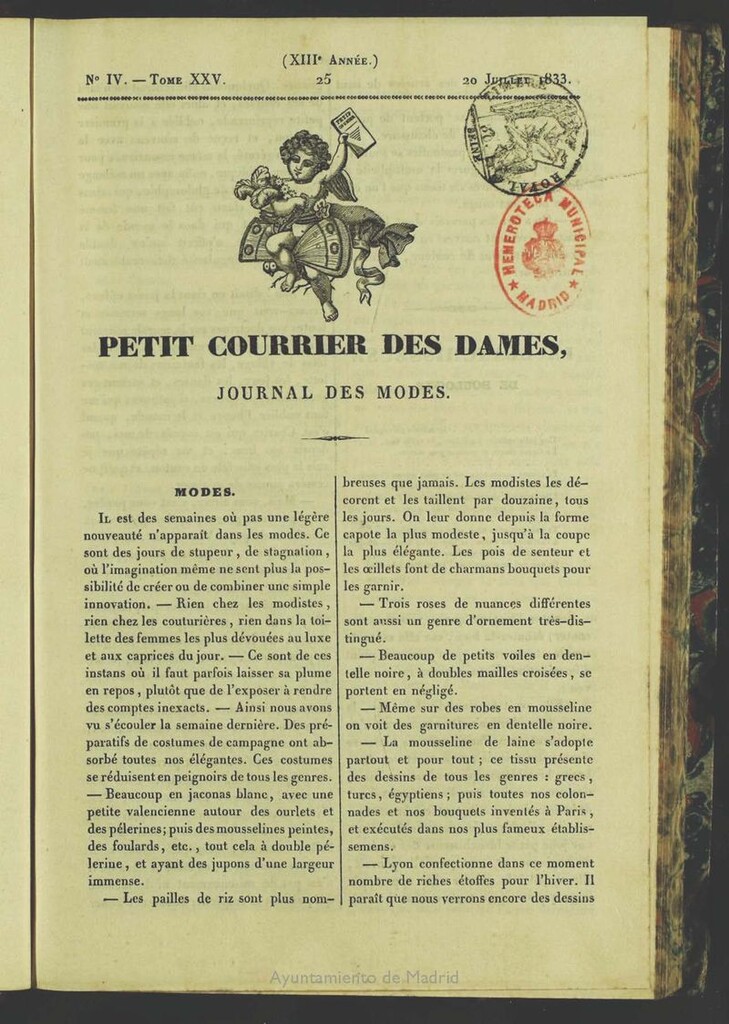 (XIIIᵉ Année.)
Nº IV. — Tome XXV. 25 20 Juillet 1833.
PETIT
SEINE
ROYAL
HEMEROTECA MUNICIPAL
MADRID
PETIT COURRIER DES DAMES,
JOURNAL DES MODES.
MODES.
Il est des semaines où pas une légère
nouveauté n'apparaît dans les modes. Ce
sont des jours de stupeur, de stagnation,
où l'imagination même ne sent plus la pos-
sibilité de créer ou de combiner une simple
innovation. — Rien chez les modistes,
rien chez les couturières, rien dans la toi-
lette des femmes les plus dévouées au luxe
et aux caprices du jour. — Ce sont de ces
instans où il faut parfois laisser sa plume
en repos, plutôt que de l'exposer à rendre
des comptes inexacts. — Ainsi nous avons
vu s'écouler la semaine dernière. Des pré-
paratifs de costumes de campagne ont ab-
sorbé toutes nos élégantes. Ces costumes
se réduisent en peignoirs de tous les genres.
— Beaucoup en jaconas blanc, avec une
petite valencienne autour des ourlets et
des pélerines; puis des mousselines peintes,
des foulards, etc., tout cela à double pé-
lerine, et ayant des jupons d'une largeur
immense.
— Les pailles de riz sont plus nom-
breuses que jamais. Les modistes les dé-
corent et les taillent par douzaine, tous
les jours. On leur donne depuis la forme
capote la plus modeste, jusqu'à la coupe
la plus élégante. Les pois de senteur et
les œillets font de charmans bouquets pour
les garnir.
— Trois roses de nuances différentes
sont aussi un genre d'ornement très-dis-
tingué.
— Beaucoup de petits voiles en den-
telle noire, à doubles mailles croisées, se
portent en négligé.
— Même sur des robes en mousseline
on voit des garnitures en dentelle noire.
— La mousseline de laine s'adopte
partout et pour tout; ce tissu présente
des dessins de tous les genres : grecs,
turcs, égyptiens; puis toutes nos colon-
nades et nos bouquets inventés à Paris,
et exécutés dans nos plus fameux établis-
semens.
— Lyon confectionne dans ce moment
nombre de riches étoffes pour l'hiver. Il
paraît que nous verrons encore des dessins
Ayuntamiento de Madrid